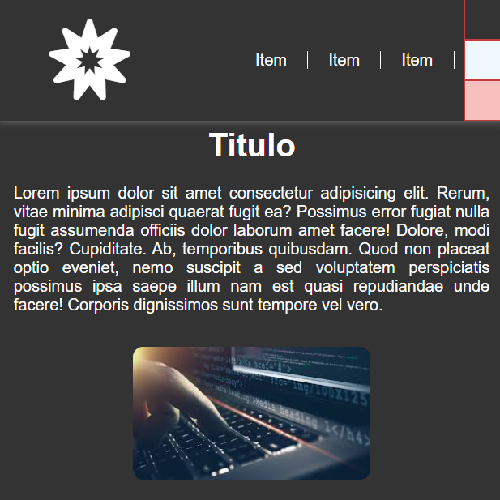 Item Item Item
Titulo
Lorem ipsum dolor sit amet consectetur adipisicing elit. Rerum,
vitae minima adipisci quaerat fugit ea? Possimus error fugiat nulla
fugit assumenda officiis dolor laborum amet facere! Dolore, modi
facilis? Cupiditate. Ab, temporibus quibusdam. Quod non placeat
optio eveniet, nemo suscipit a sed voluptatem perspiciatis
possimus ipsa saepe illum nam est quasi repudiandae unde
facere! Corporis dignissimos sunt tempore vel vero.